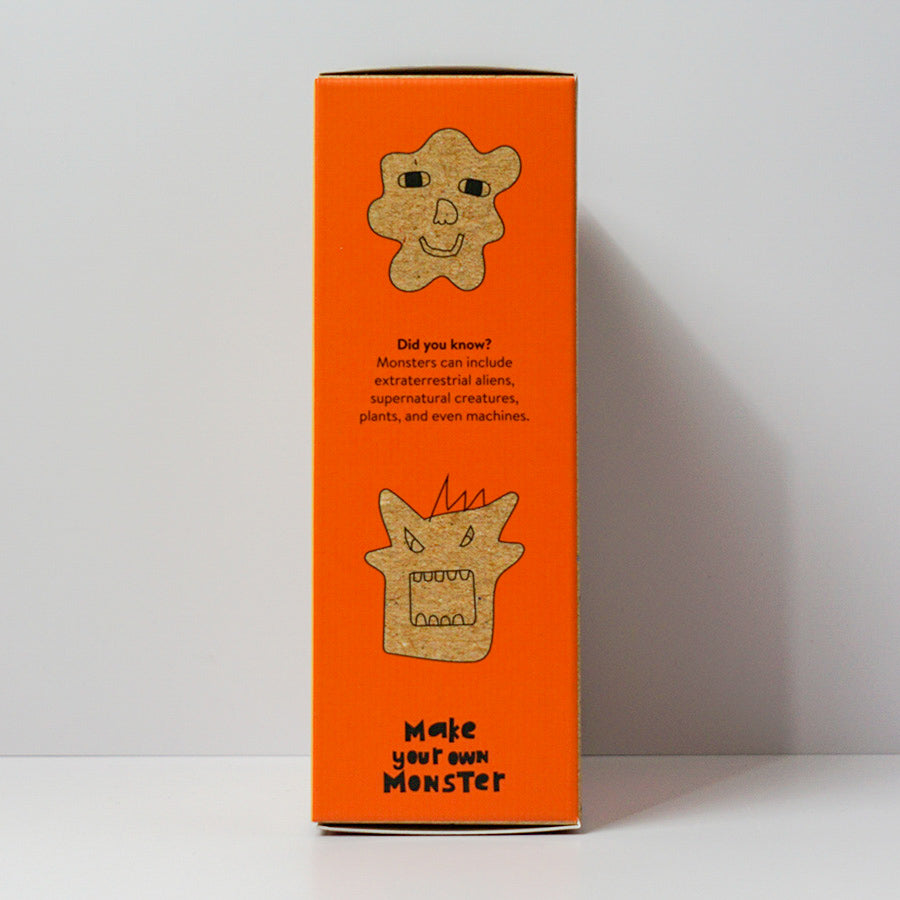 Did you know?
Monsters can include
extraterrestrial aliens,
supernatural creatures,
plants, and even machines.
Make
your own
Monster